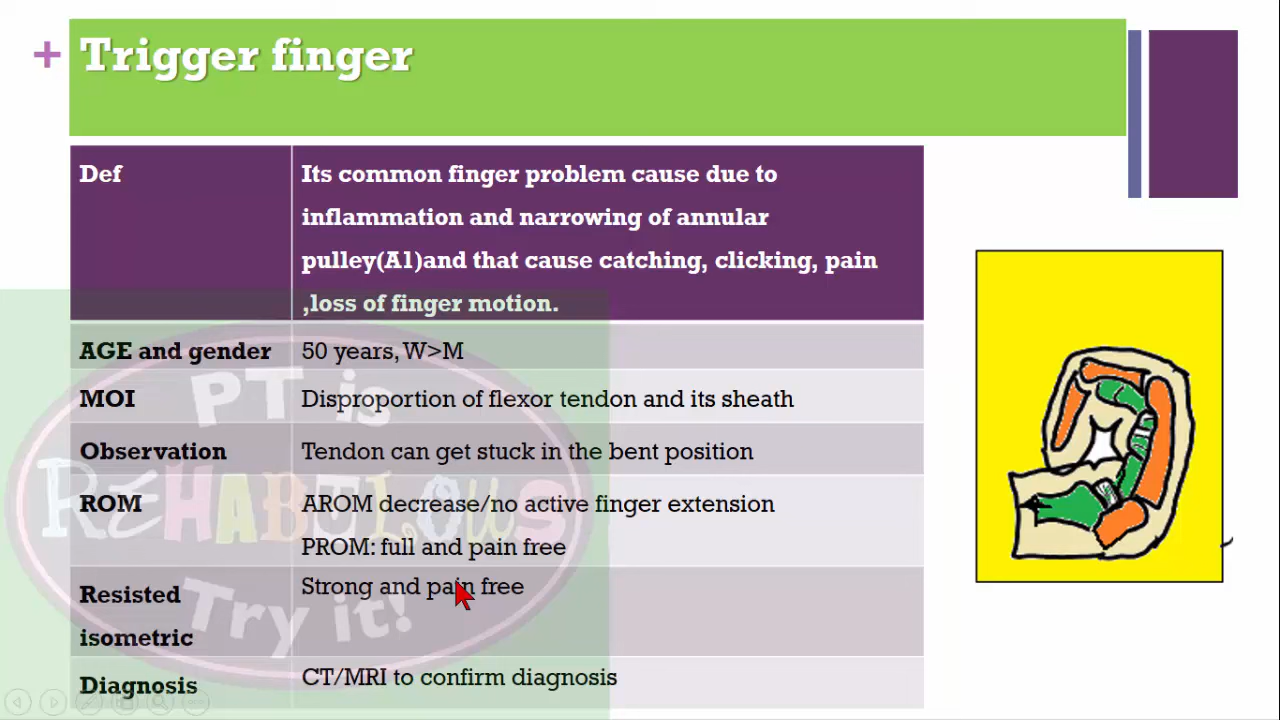 + Trigger finger
Def
Its common finger problem cause due to
inflammation and narrowing of annular
pulley(A1)and that cause catching, clicking, pain
,loss of finger motion.
AGE and gender
50 years, W>M
MOI
Disproportion of flexor tendon and its sheath
Observation
Tendon can get stuck in the bent position
ROM
AROM decrease/no active finger extension
PROM: full and pain free
Resisted
isometric
Strong and pain free
Diagnosis
CT/MRI to confirm diagnosis
PT is
REHABULOUS
Try it!